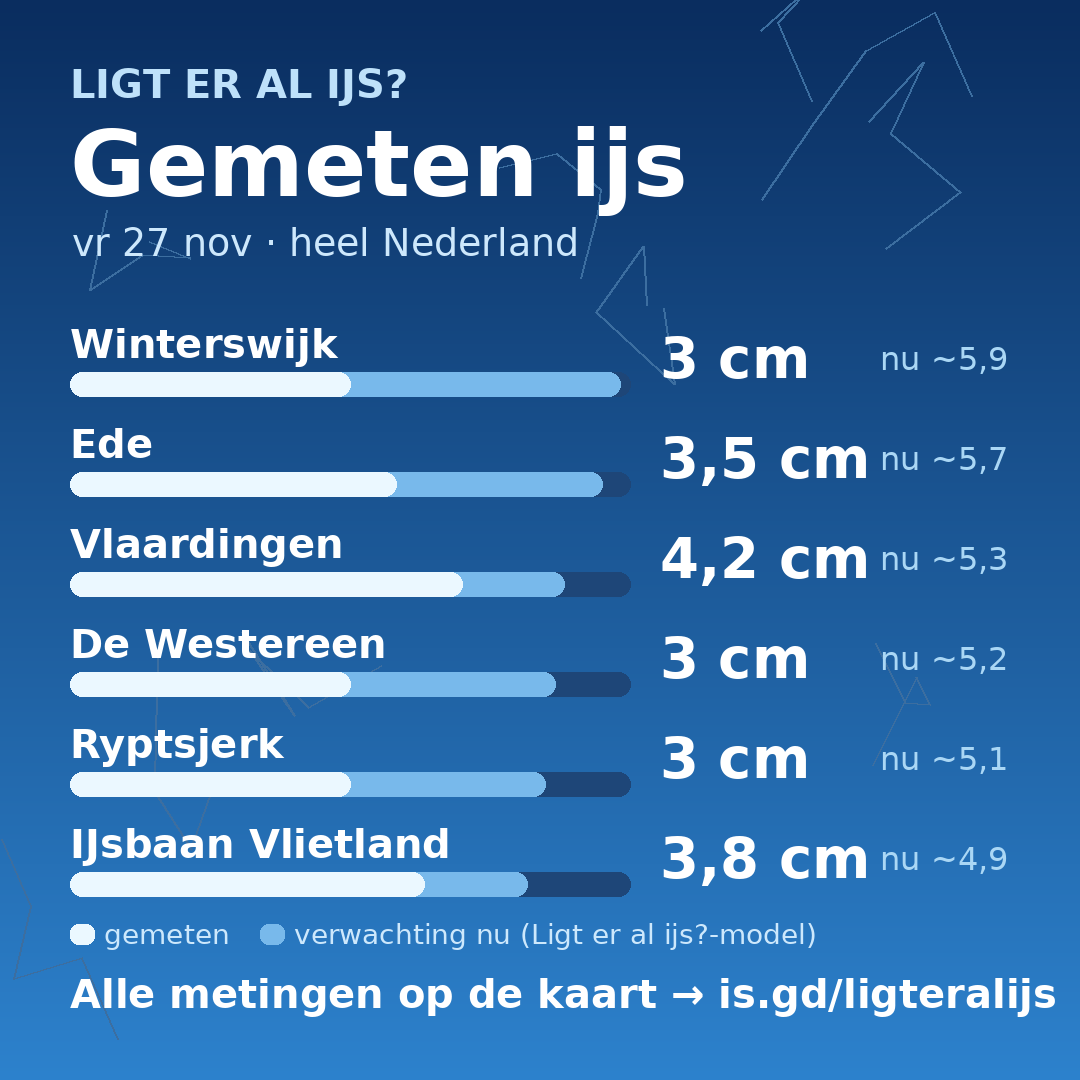 LIGT ER AL IJS?
Gemeten ijs
vr 27 nov · heel Nederland
Winterswijk 3 cm nu ~5,9
Ede 3,5 cm nu ~5,7
Vlaardingen 4,2 cm nu ~5,3
De Westereen 3 cm nu ~5,2
Ryptsjerk 3 cm nu ~5,1
IJsbaan Vlietland 3,8 cm nu ~4,9
gemeten verwachting nu (Ligt er al ijs?-model)
Alle metingen op de kaart → is.gd/ligteralijs